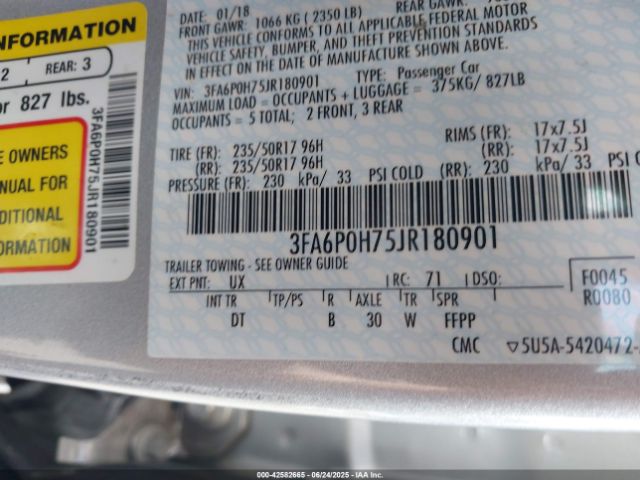 INFORMATION
2 REAR: 3
or 827 lbs.
3FA6P0H75JR180901
E OWNERS
ANUAL FOR
DITIONAL
ORMATION
DATE: 01/18
FRONT GAWR: 1066 KG ( 2350 LB) REAR GAWR:
THIS VEHICLE CONFORMS TO ALL APPLICABLE FEDERAL MOTOR
VEHICLE SAFETY, BUMPER, AND THEFT PREVENTION STANDARDS
IN EFFECT ON THE DATE OF MANUFACTURE SHOWN ABOVE.
VIN: 3FA6P0H75JR180901 TYPE: Passenger Car
MAXIMUM LOAD = OCCUPANTS + LUGGAGE = 375KG/ 827LB
OCCUPANTS = 5 TOTAL; 2 FRONT, 3 REAR
TIRE (FR): 235/50R17 96H RIMS (FR): 17x7.5J
(RR): 235/50R17 96H (RR): 17x7.5J
PRESSURE (FR): 230 kPa/ 33 PSI COLD (RR): 230 kPa/ 33 PSI CO
3FA6P0H75JR180901
TRAILER TOWING - SEE OWNER GUIDE
EXT PNT: UX RC: 71 DSO: F0045
INT TR TP/PS R AXLE TR SPR R0080
DT B 30 W FFPP
CMC ▽5U5A-5420472-
000-42582665 - 06/24/2025 - IAA Inc.